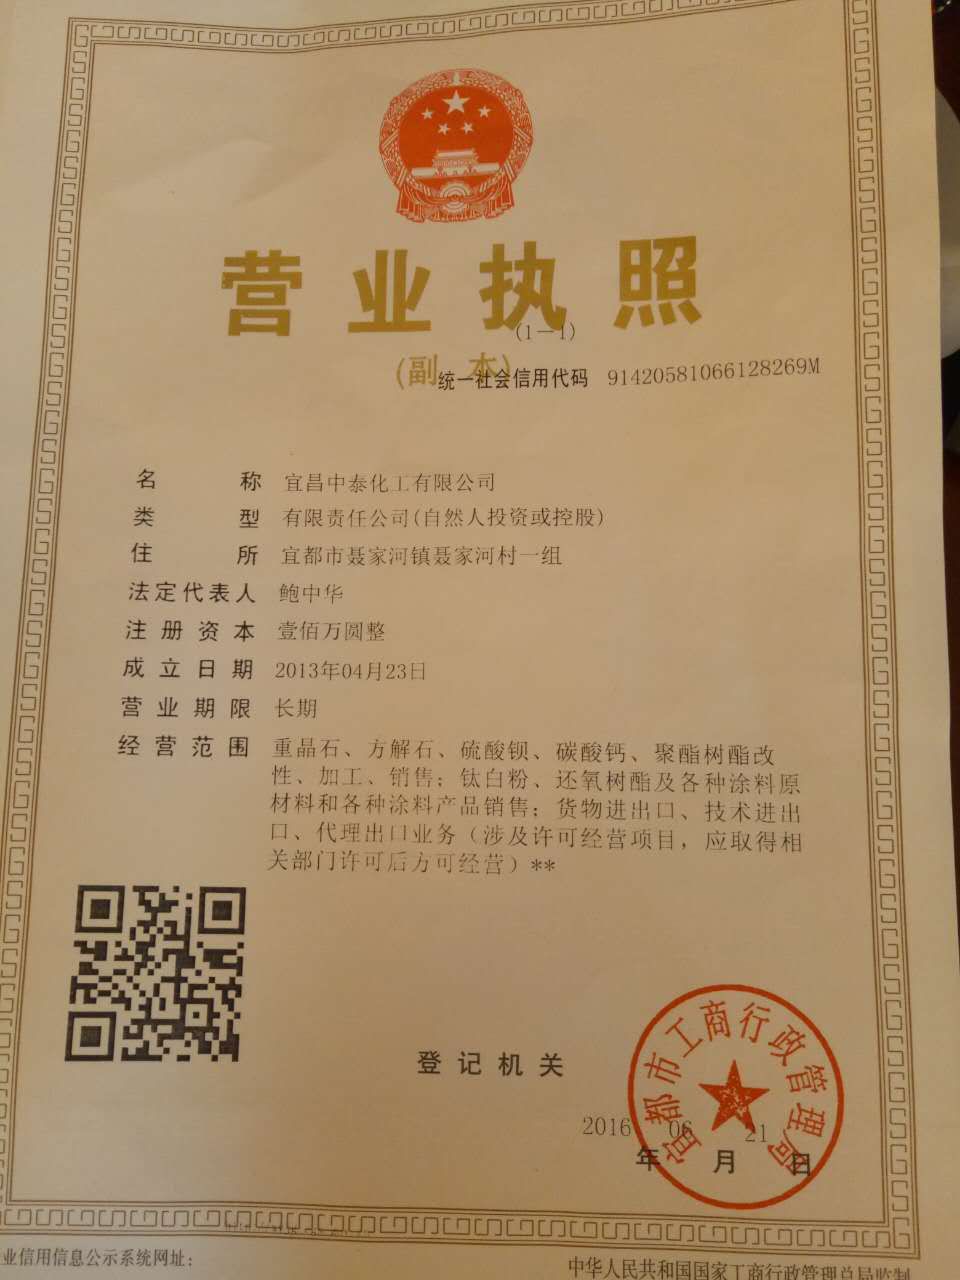 营业执照
(1—1)
(副 本)
统一社会信用代码 91420581066128269M
名称 宜昌中泰化工有限公司
类型 有限责任公司(自然人投资或控股)
住所 宜都市聂家河镇聂家河村一组
法定代表人 鲍中华
注册资本 壹佰万圆整
成立日期 2013年04月23日
营业期限 长期
经营范围 重晶石、方解石、硫酸钡、碳酸钙、聚酯树酯改
性、加工、销售；钛白粉、还氧树酯及各种涂料原
材料和各种涂料产品销售；货物进出口、技术进出
口、代理出口业务（涉及许可经营项目，应取得相
关部门许可后方可经营）**
登记机关
宜都市工商行政管理局
2016年06月21日
业信用信息公示系统网址：
中华人民共和国国家工商行政管理总局监制